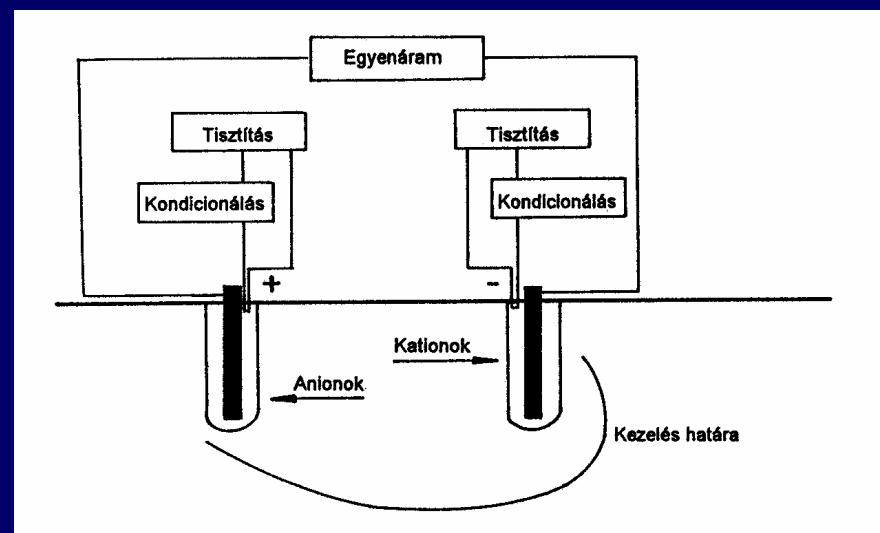 Egyenáram
Tisztítás
Tisztítás
Kondicionálás
Kondicionálás
+
-
Kationok
Anionok
Kezelés határa